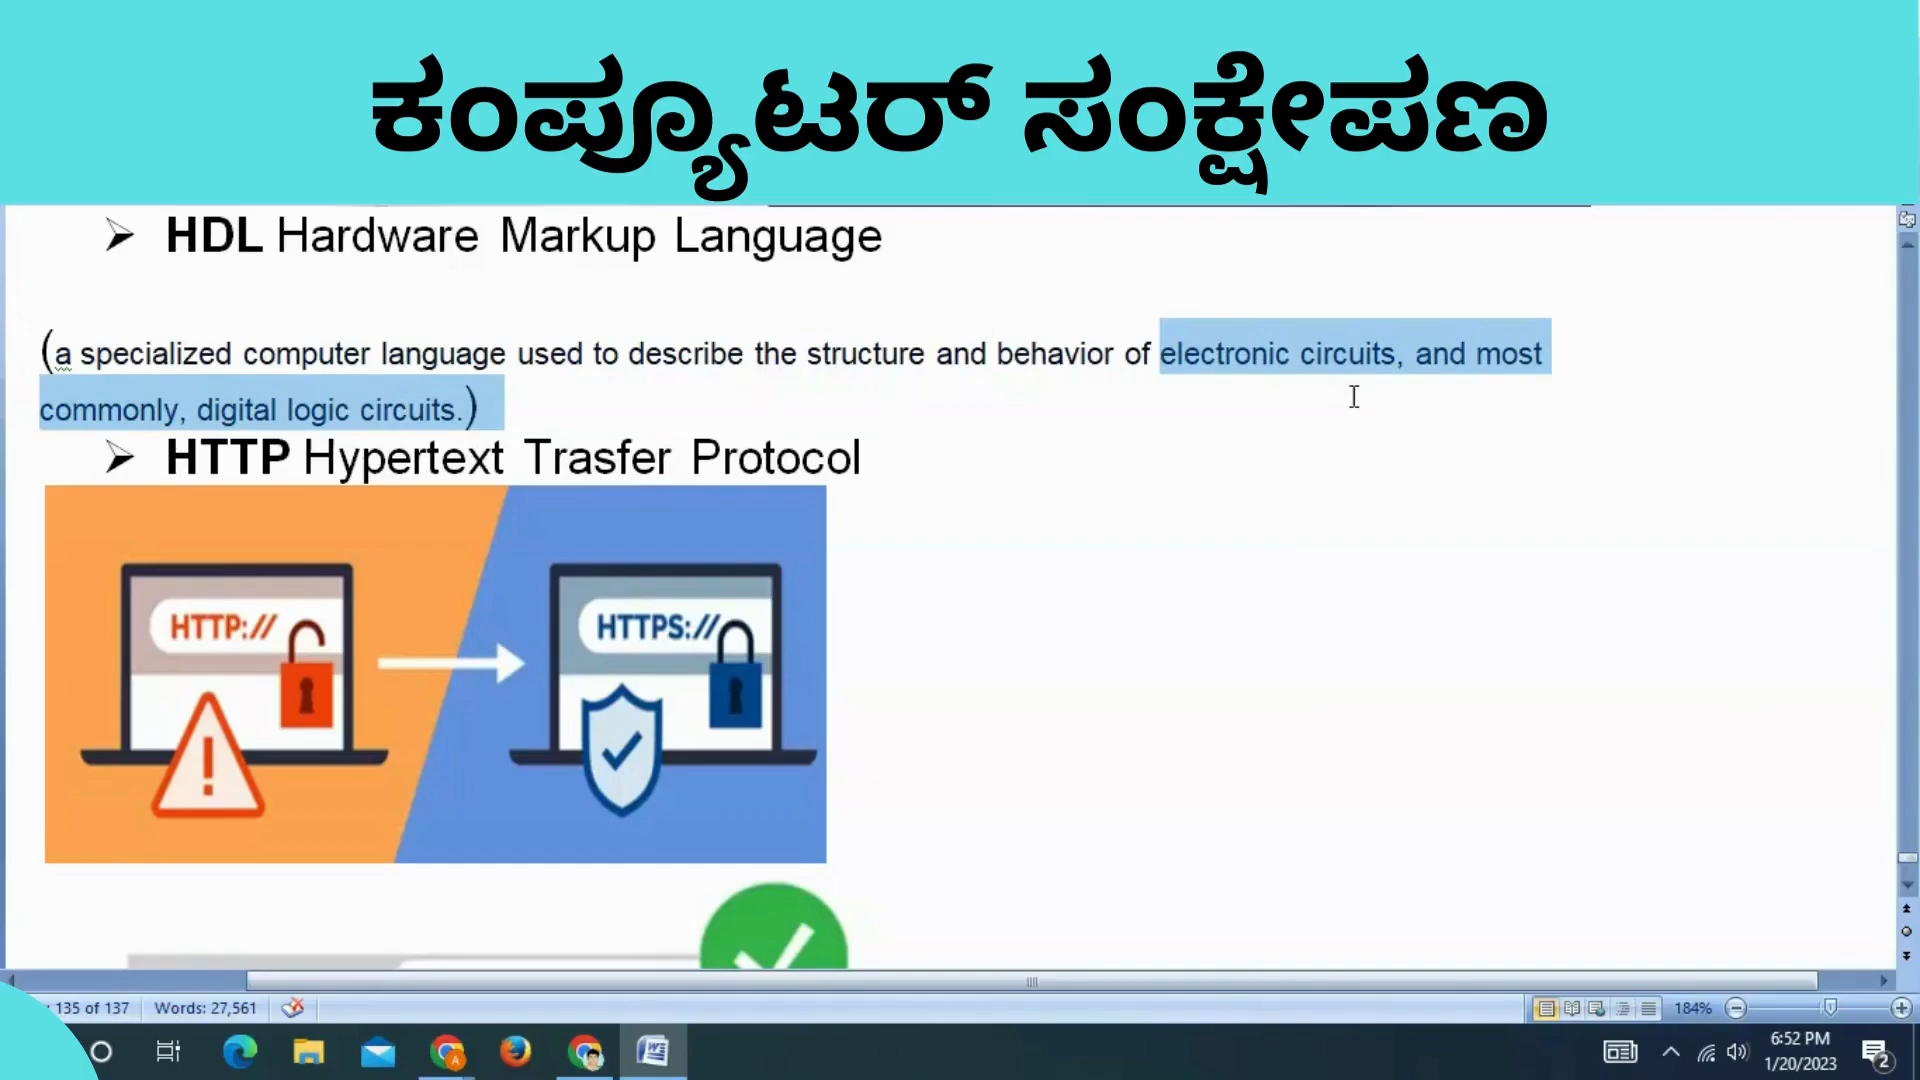 ಕಂಪ್ಯೂಟರ್ ಸಂಕ್ಷೇಪಣ
➢ HDL Hardware Markup Language
(a specialized computer language used to describe the structure and behavior of electronic circuits, and most
commonly, digital logic circuits.)
➢ HTTP Hypertext Trasfer Protocol
HTTP:// HTTPS://
135 of 137 Words: 27,561 184%
6:52 PM
1/20/2023
2